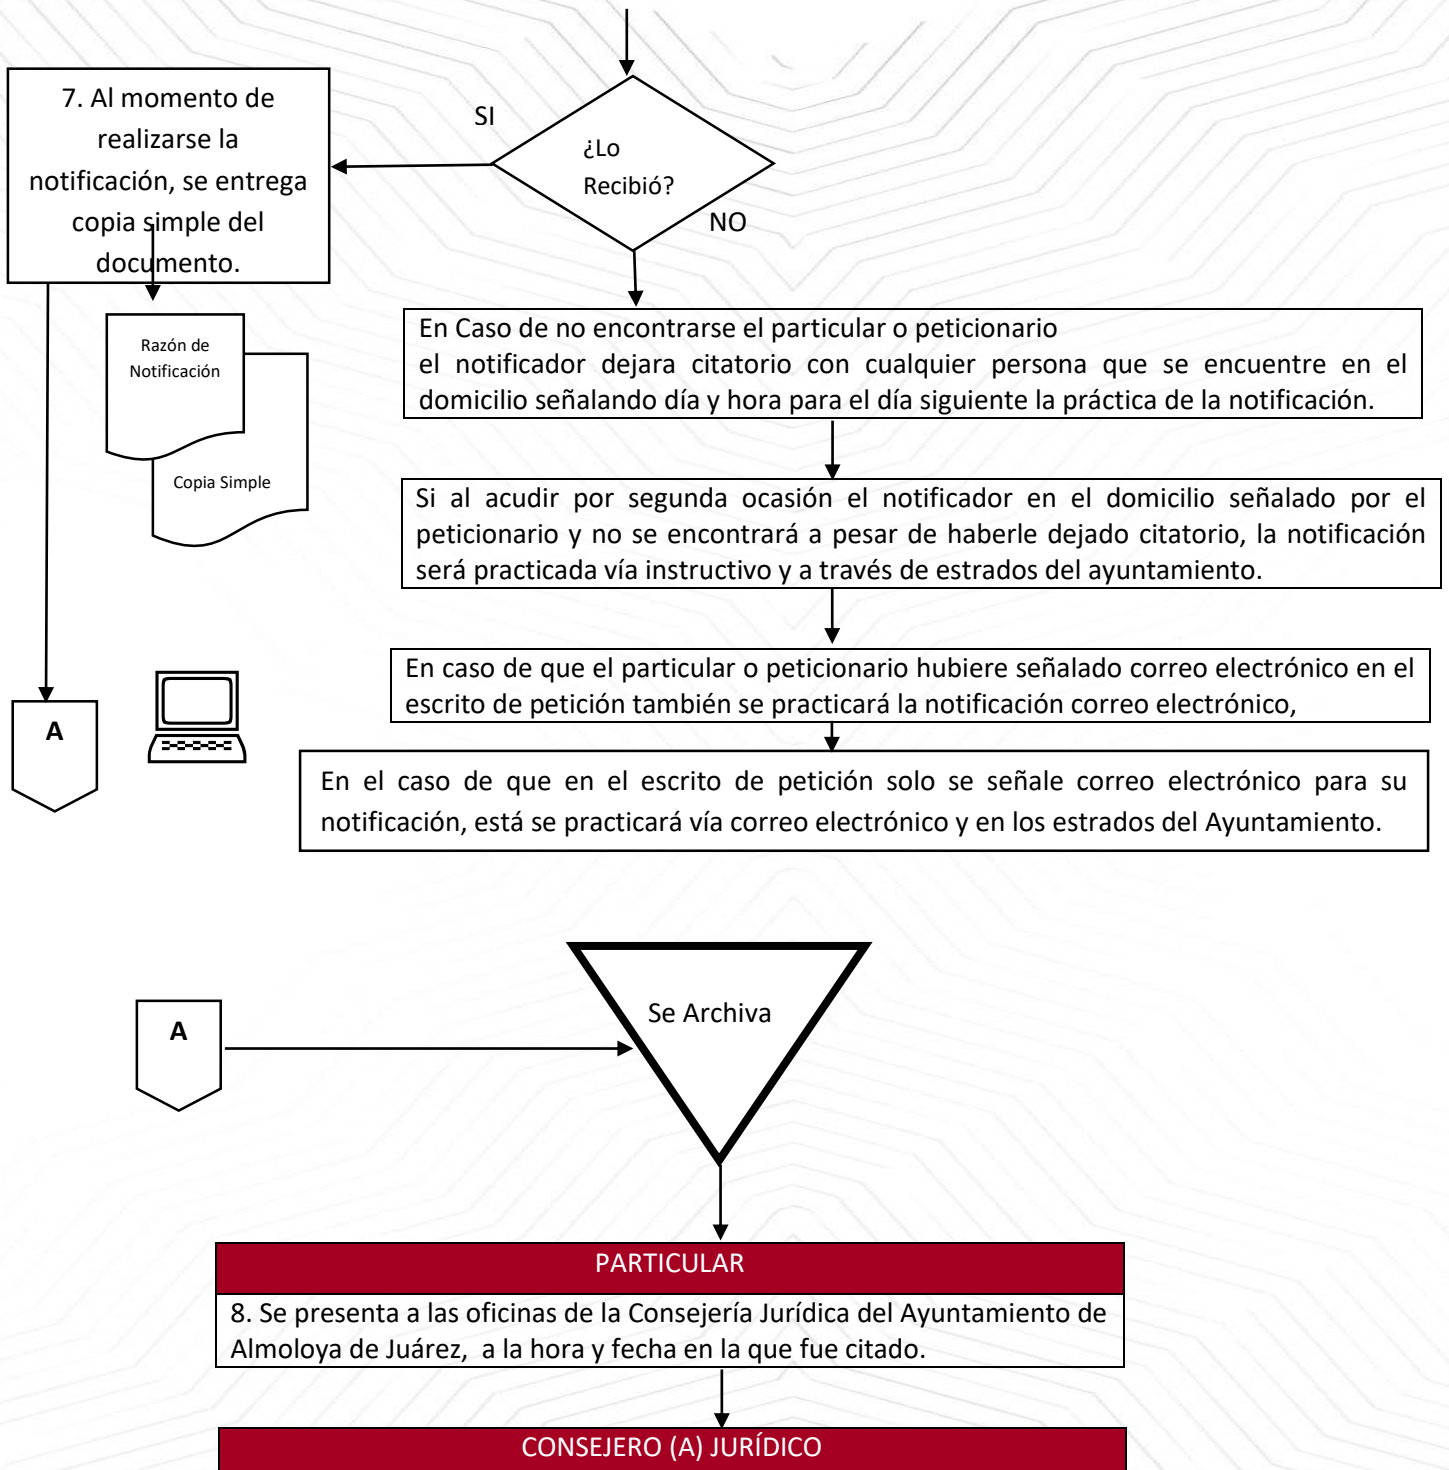 SI
¿Lo
Recibió?
NO
7. Al momento de
realizarse la
notificación, se entrega
copia simple del
documento.
Razón de
Notificación
Copia Simple
En Caso de no encontrarse el particular o peticionario
el notificador dejara citatorio con cualquier persona que se encuentre en el
domicilio señalando día y hora para el día siguiente la práctica de la notificación.
Si al acudir por segunda ocasión el notificador en el domicilio señalado por el
peticionario y no se encontrará a pesar de haberle dejado citatorio, la notificación
será practicada vía instructivo y a través de estrados del ayuntamiento.
En caso de que el particular o peticionario hubiere señalado correo electrónico en el
escrito de petición también se practicará la notificación correo electrónico,
A
En el caso de que en el escrito de petición solo se señale correo electrónico para su
notificación, está se practicará vía correo electrónico y en los estrados del Ayuntamiento.
A
Se Archiva
PARTICULAR
8. Se presenta a las oficinas de la Consejería Jurídica del Ayuntamiento de
Almoloya de Juárez, a la hora y fecha en la que fue citado.
CONSEJERO (A) JURÍDICO